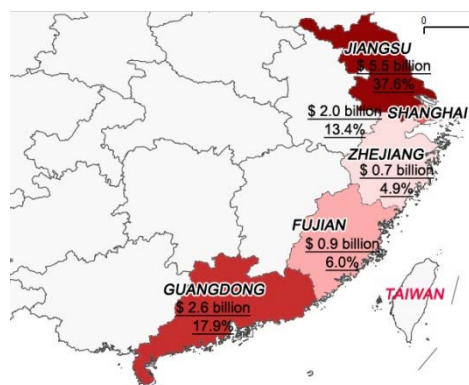 0
JIANGSU
$ 5.5 billion
37.6%
$ 2.0 billion
SHANGHAI
13.4%
ZHEJIANG
$ 0.7 billion
4.9%
FUJIAN
$ 0.9 billion
6.0%
GUANGDONG
$ 2.6 billion
17.9%
TAIWAN